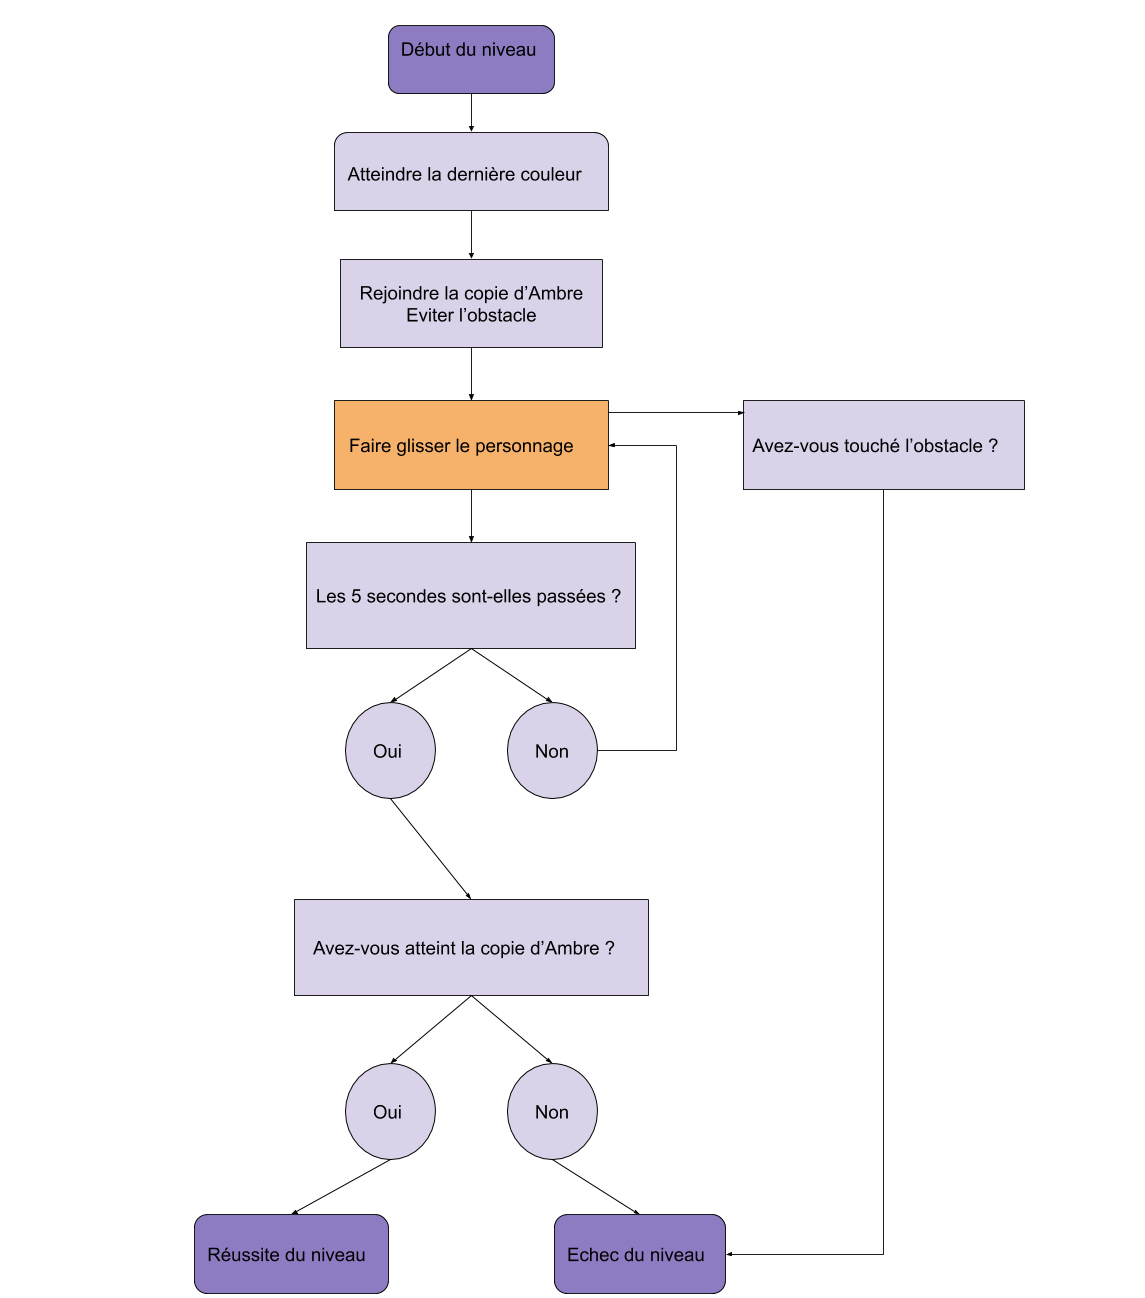 Début du niveau
Atteindre la dernière couleur
Rejoindre la copie d’Ambre
Eviter l’obstacle
Faire glisser le personnage
Avez-vous touché l’obstacle ?
Les 5 secondes sont-elles passées ?
Oui
Non
Avez-vous atteint la copie d’Ambre ?
Oui
Non
Réussite du niveau
Echec du niveau